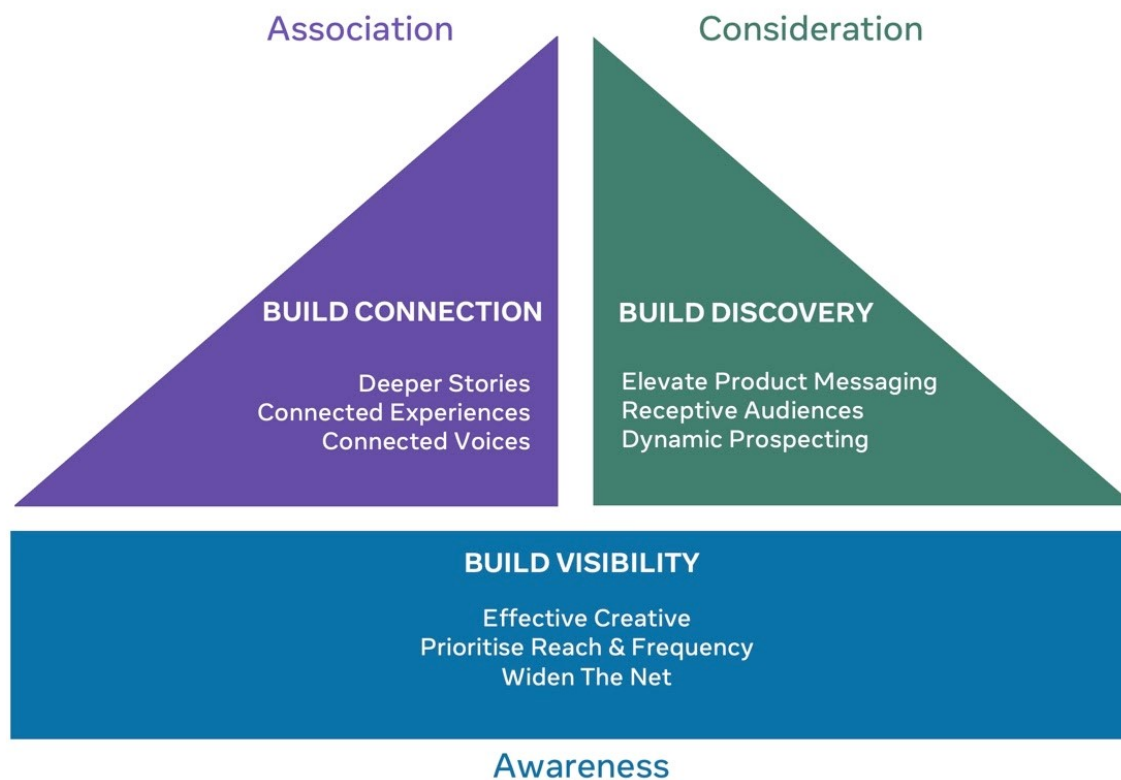 Association
Consideration
BUILD CONNECTION
Deeper Stories
Connected Experiences
Connected Voices
BUILD DISCOVERY
Elevate Product Messaging
Receptive Audiences
Dynamic Prospecting
BUILD VISIBILITY
Effective Creative
Prioritise Reach & Frequency
Widen The Net
Awareness